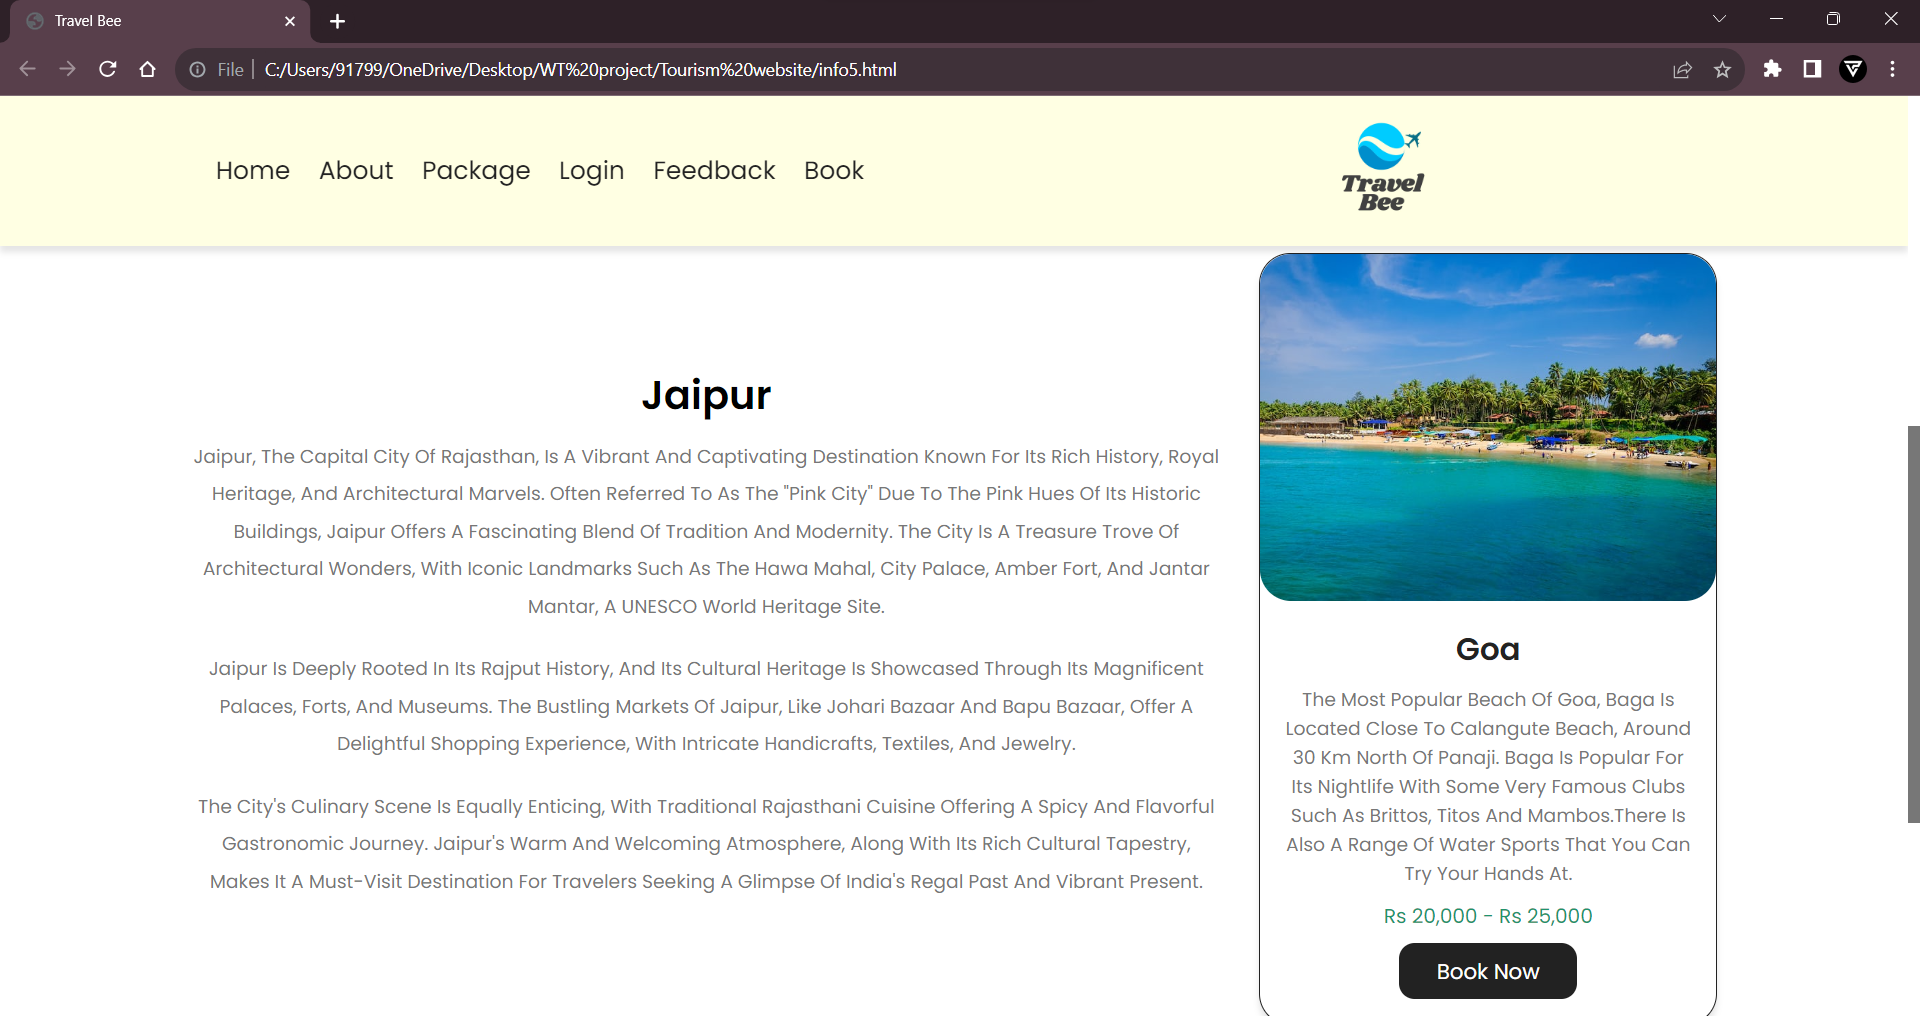 Travel Bee
File
C:/Users/91799/OneDrive/Desktop/WT%20project/Tourism%20website/info5.html
Home About Package Login Feedback Book
Travel
Bee
Jaipur
Jaipur, The Capital City Of Rajasthan, Is A Vibrant And Captivating Destination Known For Its Rich History, Royal
Heritage, And Architectural Marvels. Often Referred To As The "Pink City" Due To The Pink Hues Of Its Historic
Buildings, Jaipur Offers A Fascinating Blend Of Tradition And Modernity. The City Is A Treasure Trove Of
Architectural Wonders, With Iconic Landmarks Such As The Hawa Mahal, City Palace, Amber Fort, And Jantar
Mantar, A UNESCO World Heritage Site.
Jaipur Is Deeply Rooted In Its Rajput History, And Its Cultural Heritage Is Showcased Through Its Magnificent
Palaces, Forts, And Museums. The Bustling Markets Of Jaipur, Like Johari Bazaar And Bapu Bazaar, Offer A
Delightful Shopping Experience, With Intricate Handicrafts, Textiles, And Jewelry.
The City's Culinary Scene Is Equally Enticing, With Traditional Rajasthani Cuisine Offering A Spicy And Flavorful
Gastronomic Journey. Jaipur's Warm And Welcoming Atmosphere, Along With Its Rich Cultural Tapestry,
Makes It A Must-Visit Destination For Travelers Seeking A Glimpse Of India's Regal Past And Vibrant Present.
Goa
The Most Popular Beach Of Goa, Baga Is
Located Close To Calangute Beach, Around
30 Km North Of Panaji. Baga Is Popular For
Its Nightlife With Some Very Famous Clubs
Such As Brittos, Titos And Mambos.There Is
Also A Range Of Water Sports That You Can
Try Your Hands At.
Rs 20,000 - Rs 25,000
Book Now